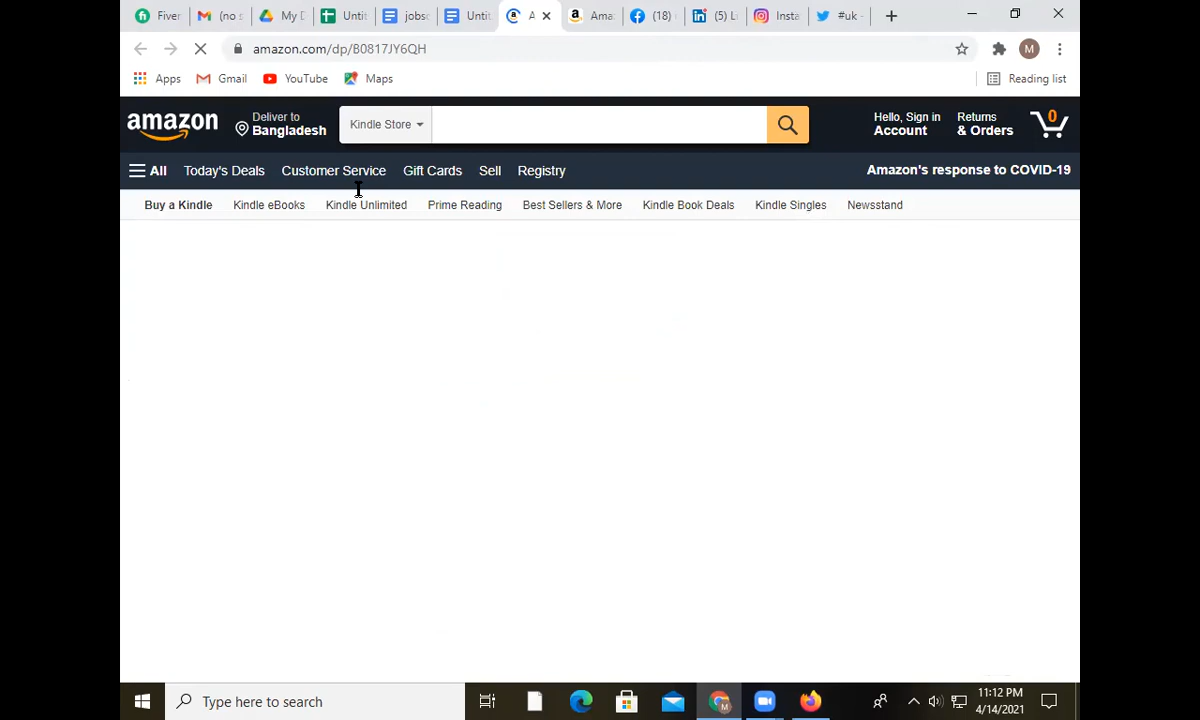 Fiver
(no s
My D
Untit
jobsc
Untit
A
Ama
(18)
(5) Li
Insta
#uk -
amazon.com/dp/B0817JY6QH
M
Apps
Gmail
YouTube
Maps
Reading list
amazon
Deliver to
Bangladesh
Kindle Store
Hello, Sign in
Account
Returns
& Orders
0
All
Today's Deals
Customer Service
Gift Cards
Sell
Registry
Amazon's response to COVID-19
Buy a Kindle
Kindle eBooks
Kindle Unlimited
Prime Reading
Best Sellers & More
Kindle Book Deals
Kindle Singles
Newsstand
Type here to search
11:12 PM
4/14/2021